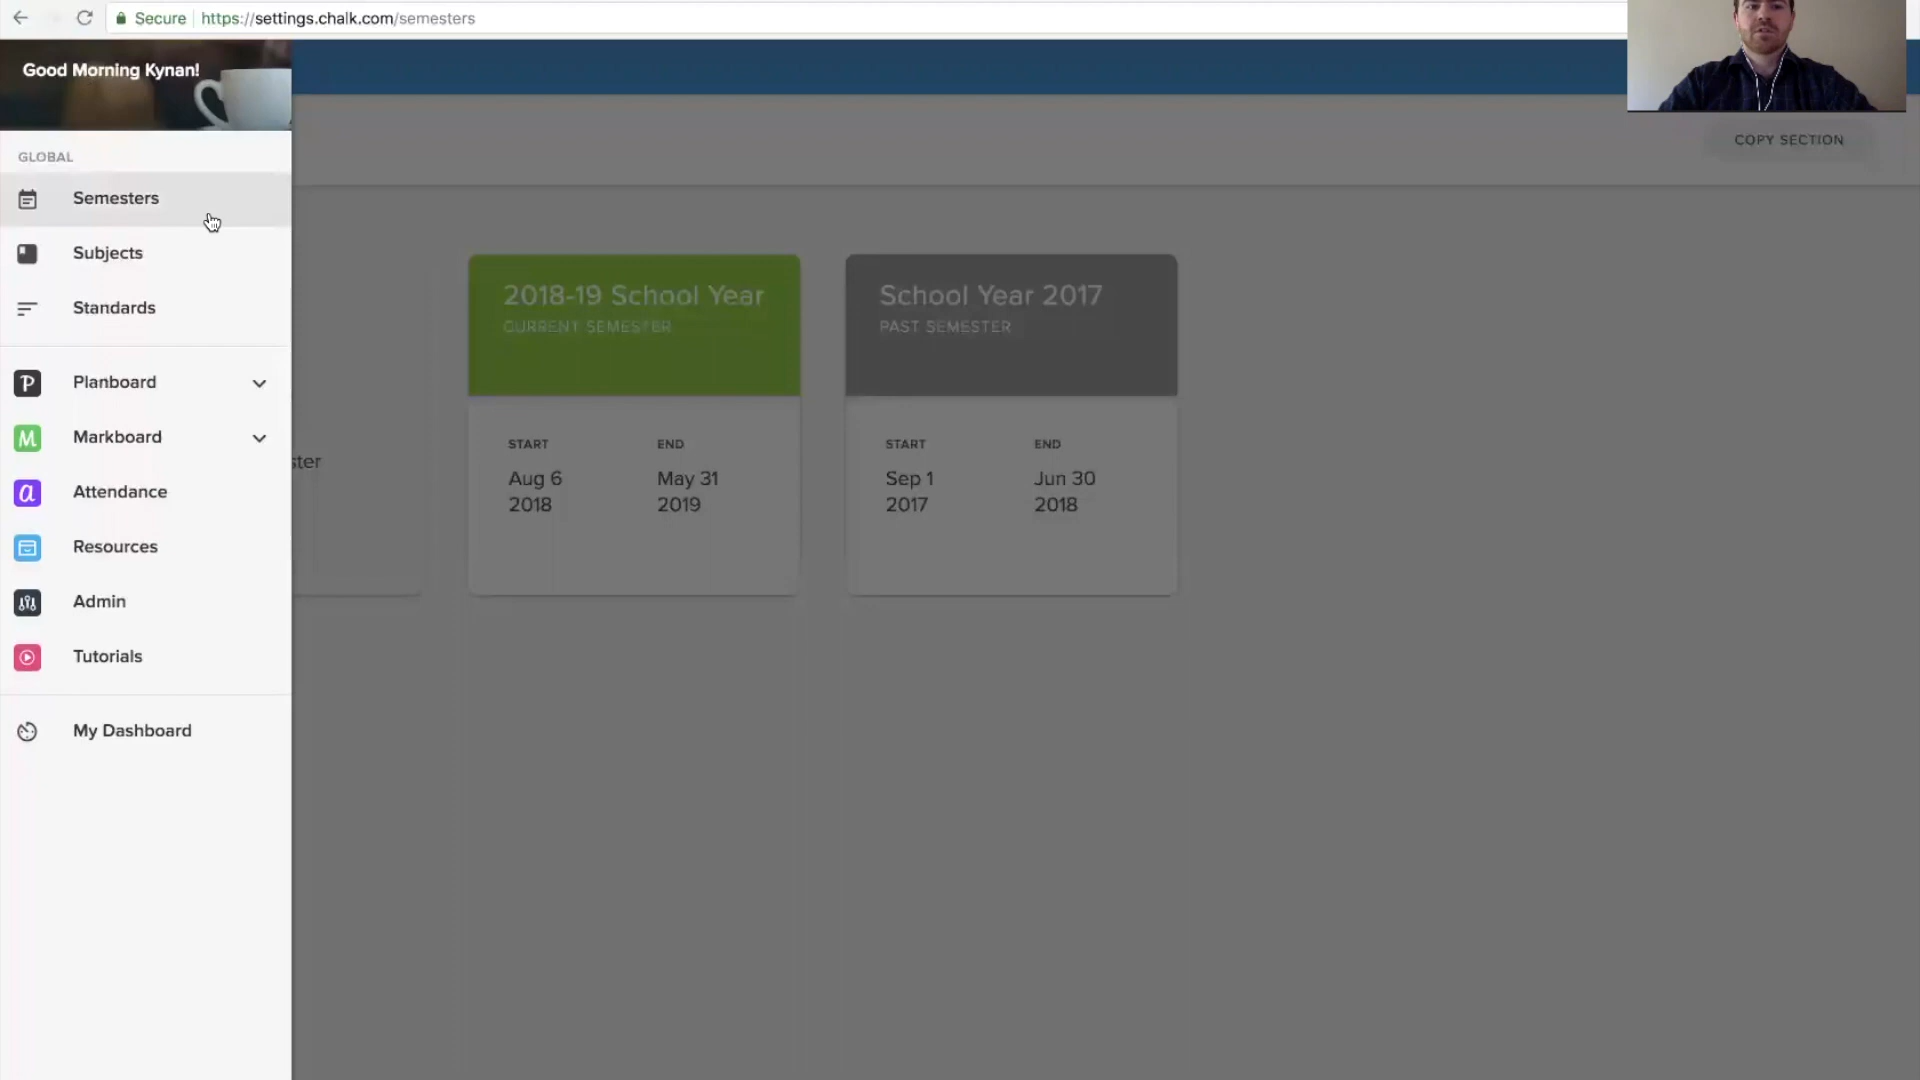 Secure https://settings.chalk.com/semesters
Good Morning Kynan!
COPY SECTION
GLOBAL
Semesters
Subjects
Standards
Planboard
Markboard
Attendance
Resources
Admin
Tutorials
My Dashboard
ster
2018-19 School Year
CURRENT SEMESTER
START END
Aug 6 May 31
2018 2019
School Year 2017
PAST SEMESTER
START END
Sep 1 Jun 30
2017 2018